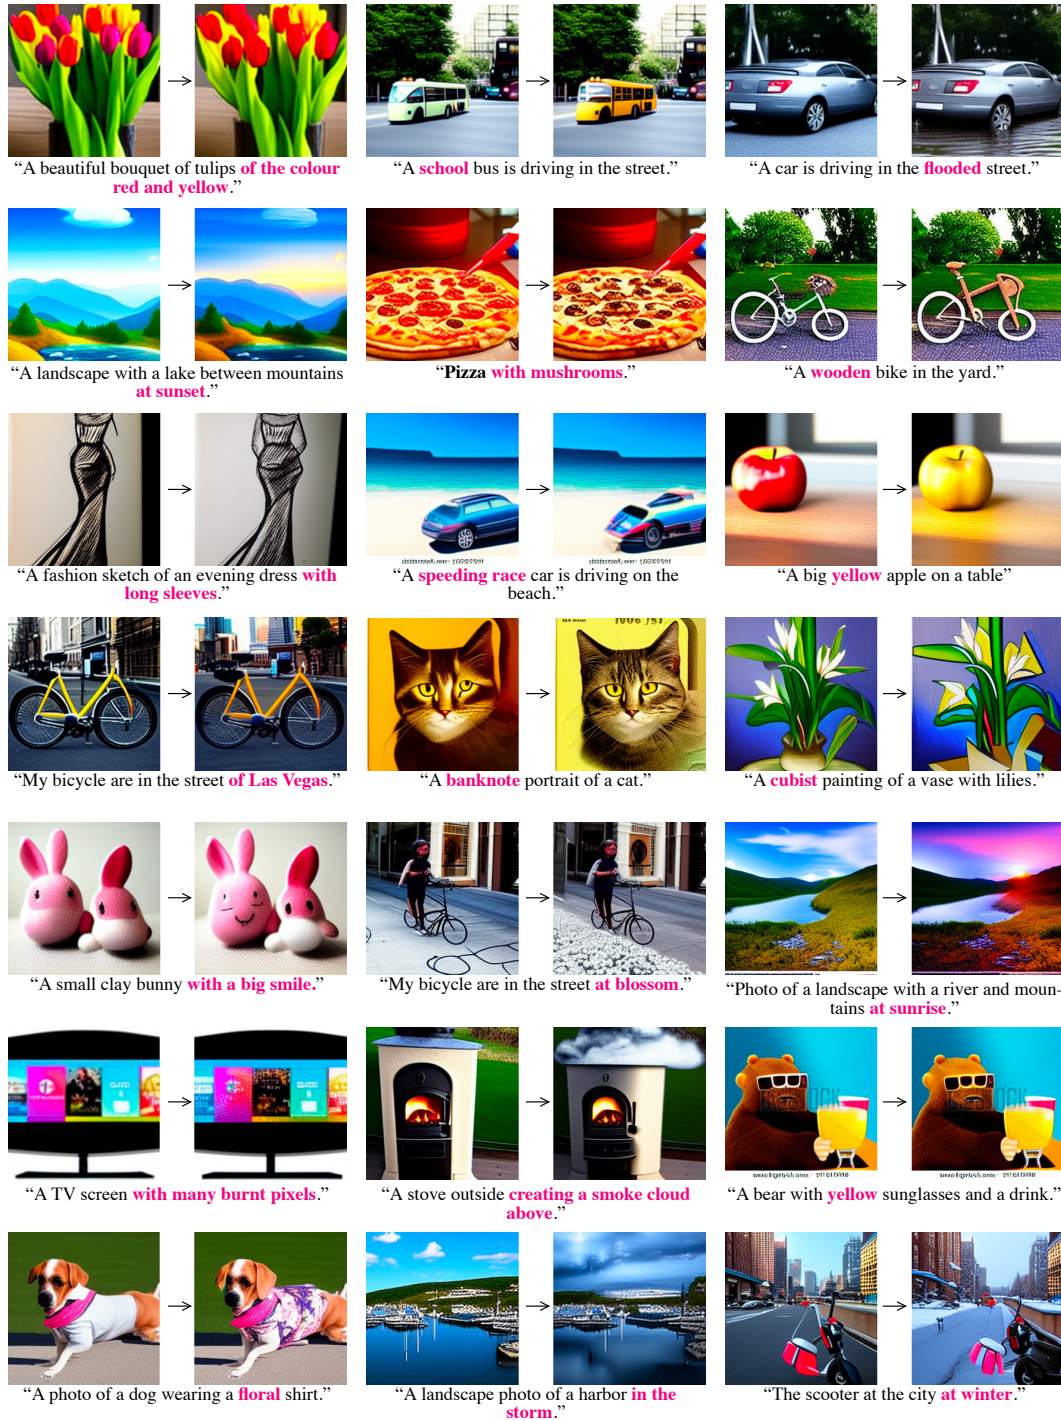 “A beautiful bouquet of tulips of the colour
red and yellow.”
“A school bus is driving in the street.”
“A car is driving in the flooded street.”
“A landscape with a lake between mountains
at sunset.”
“Pizza with mushrooms.”
“A wooden bike in the yard.”
“A fashion sketch of an evening dress with
long sleeves.”
“A speeding race car is driving on the
beach.”
“A big yellow apple on a table”
“My bicycle are in the street of Las Vegas.”
“A banknote portrait of a cat.”
“A cubist painting of a vase with lilies.”
“A small clay bunny with a big smile.”
“My bicycle are in the street at blossom.”
“Photo of a landscape with a river and moun-
tains at sunrise.”
“A TV screen with many burnt pixels.”
“A stove outside creating a smoke cloud
above.”
“A bear with yellow sunglasses and a drink.”
“A photo of a dog wearing a floral shirt.”
“A landscape photo of a harbor in the
storm.”
“The scooter at the city at winter.”